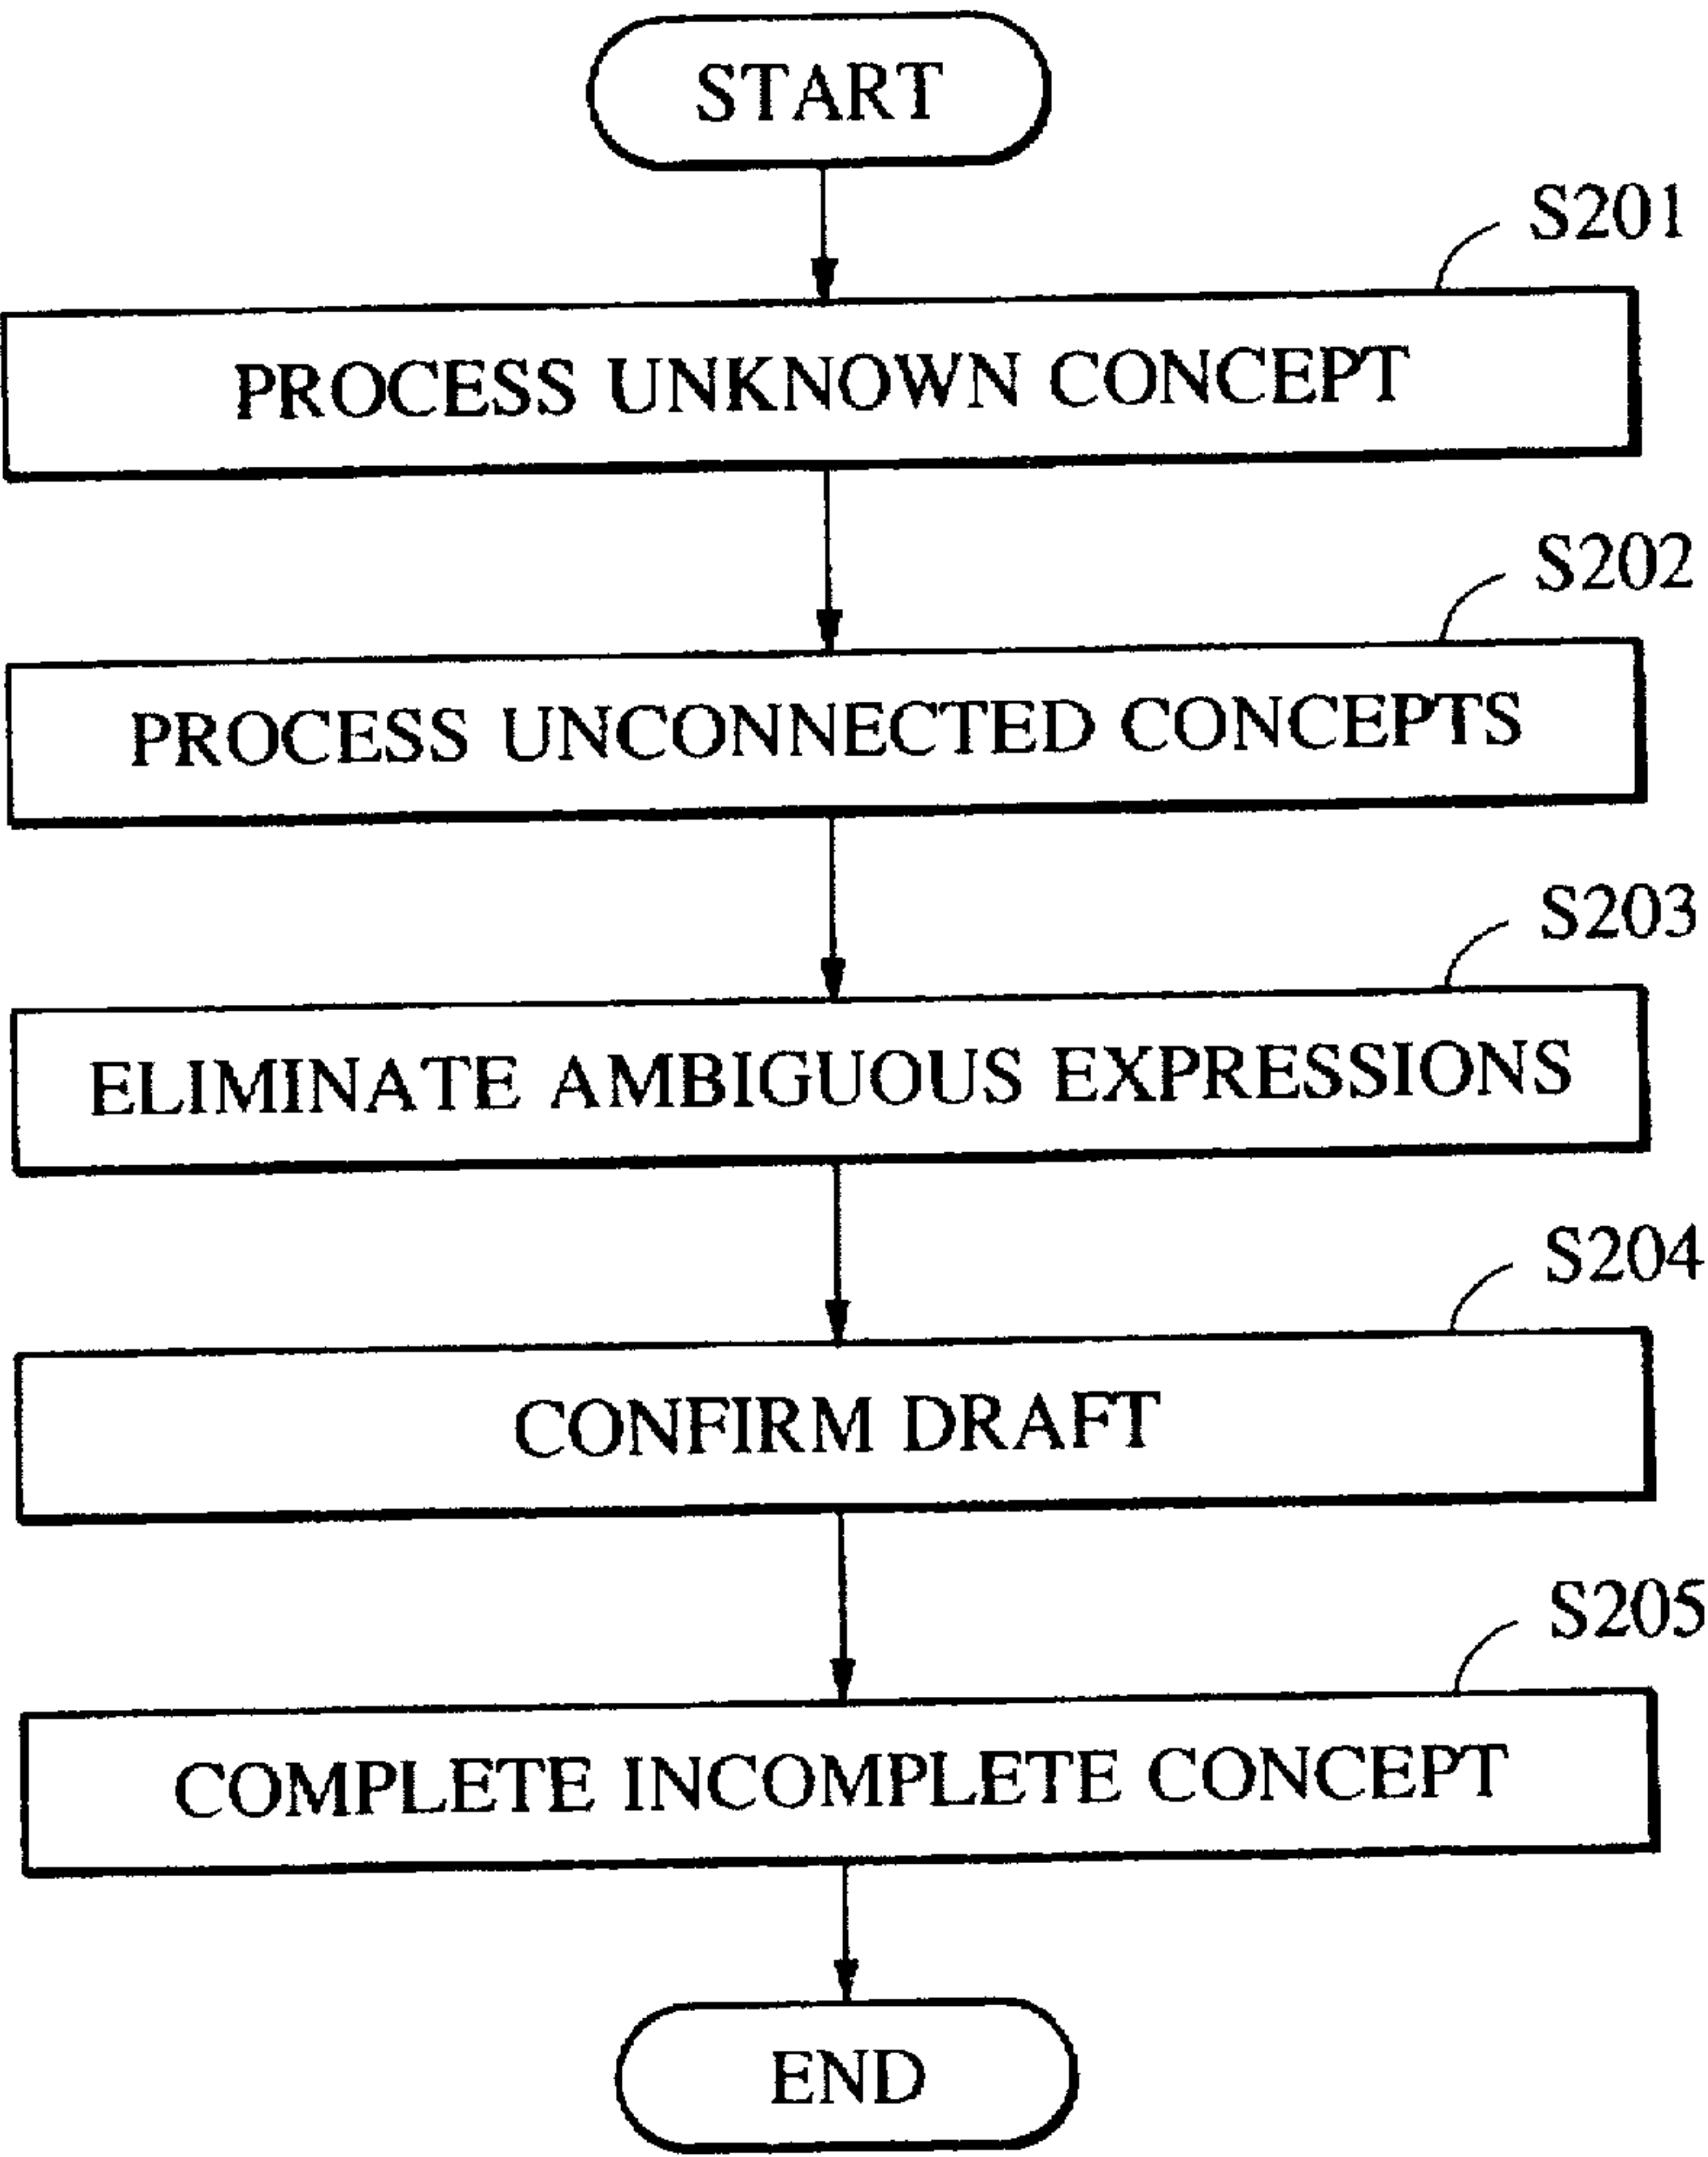 START
S201
PROCESS UNKNOWN CONCEPT
S202
PROCESS UNCONNECTED CONCEPTS
S203
ELIMINATE AMBIGUOUS EXPRESSIONS
S204
CONFIRM DRAFT
S205
COMPLETE INCOMPLETE CONCEPT
END